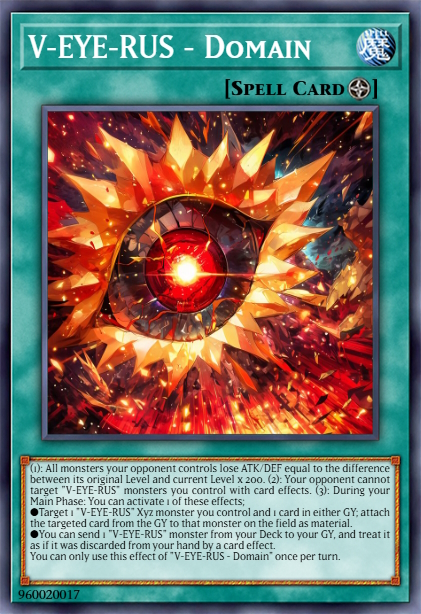 V-EYE-RUS - Domain
魔
[Spell Card]
(1): All monsters your opponent controls lose ATK/DEF equal to the difference
between its original Level and current Level x 200. (2): Your opponent cannot
target "V-EYE-RUS" monsters you control with card effects. (3): During your
Main Phase: You can activate 1 of these effects;
●Target 1 "V-EYE-RUS" Xyz monster you control and 1 card in either GY; attach
the targeted card from the GY to that monster on the field as material.
●You can send 1 "V-EYE-RUS" monster from your Deck to your GY, and treat it
as if it was discarded from your hand by a card effect.
You can only use this effect of "V-EYE-RUS - Domain" once per turn.
960020017